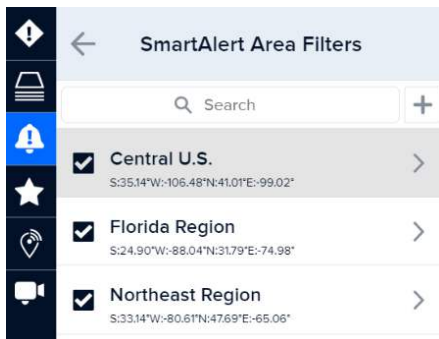 SmartAlert Area Filters
Search
Central U.S.
S:35.14°W:-106.48°N:41.01°E:-99.02°
Florida Region
S:24.90°W:-88.04°N:31.79°E:-74.98°
Northeast Region
S:33.14°W:-80.61°N:47.69°E:-65.06°